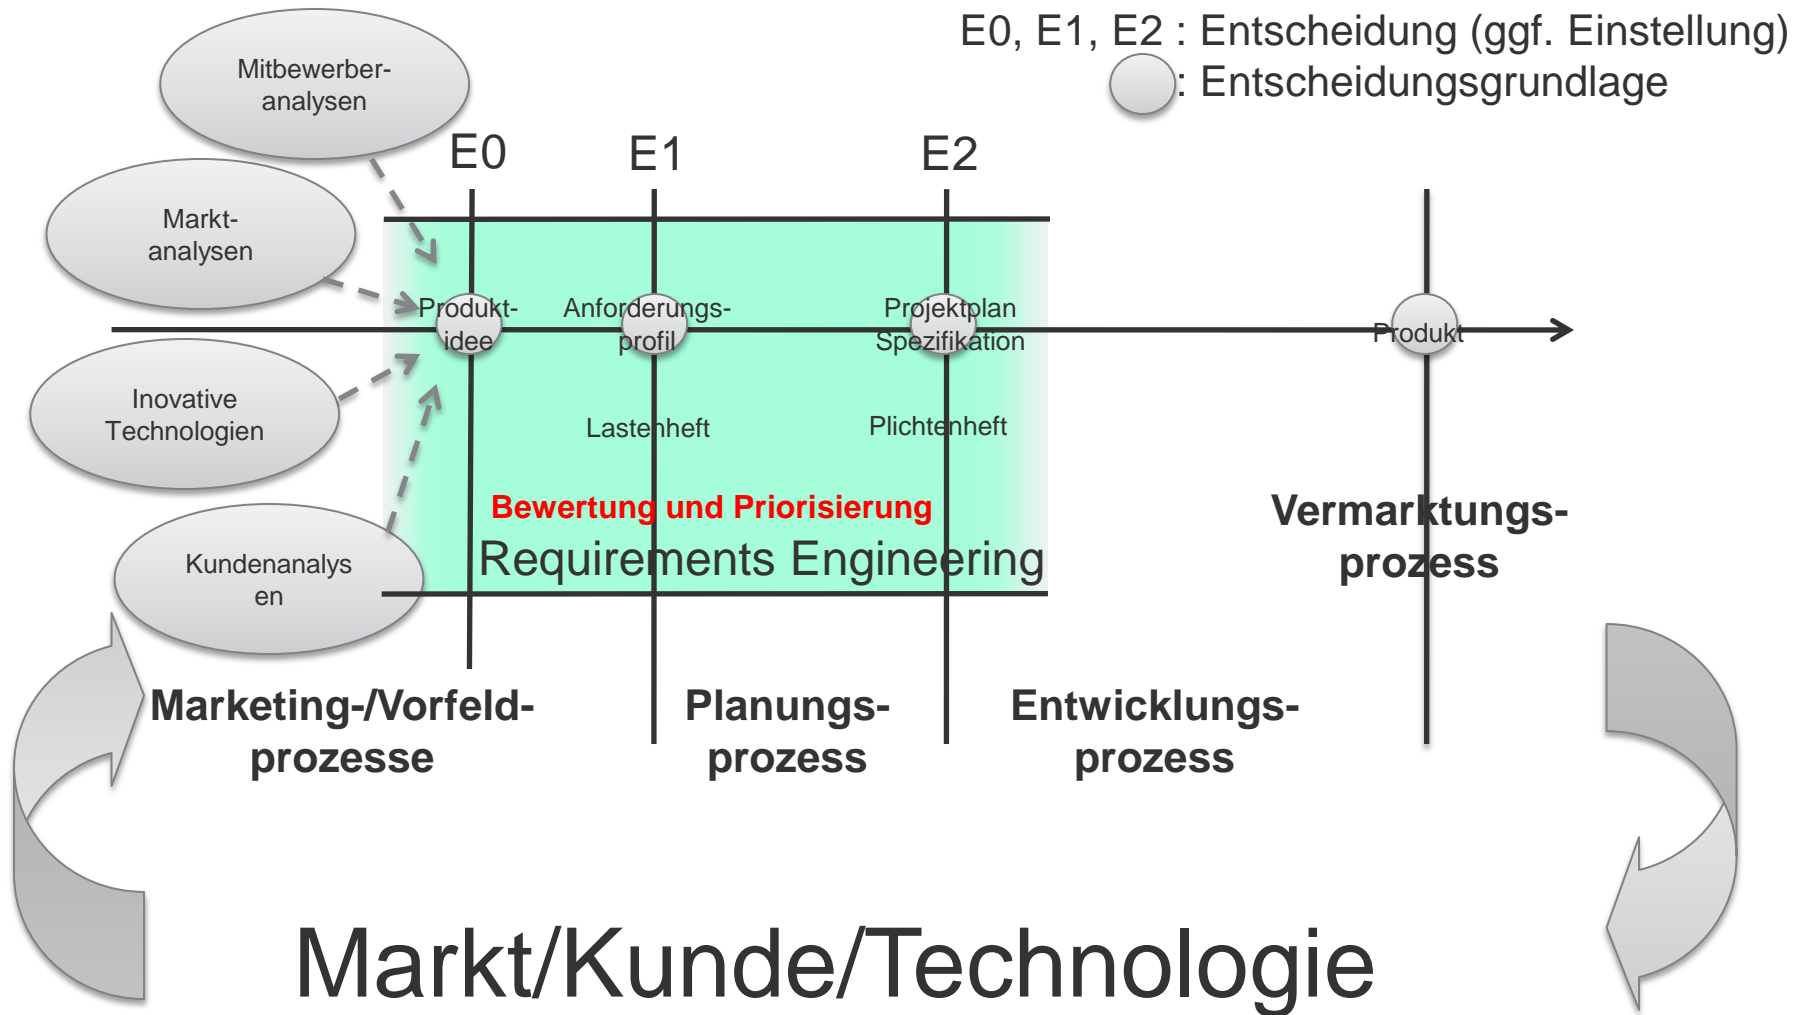 E0, E1, E2 : Entscheidung (ggf. Einstellung)
: Entscheidungsgrundlage
Mitbewerber-
analysen
Markt-
analysen
Inovative
Technologien
Kundenanalys
en
E0
E1
E2
Produkt-
idee
Anforderungs-
profil
Projektplan
Spezifikation
Produkt
Lastenheft
Plichtenheft
Bewertung und Priorisierung
Requirements Engineering
Vermarktungs-
prozess
Marketing-/Vorfeld-
prozesse
Planungs-
prozess
Entwicklungs-
prozess
Markt/Kunde/Technologie